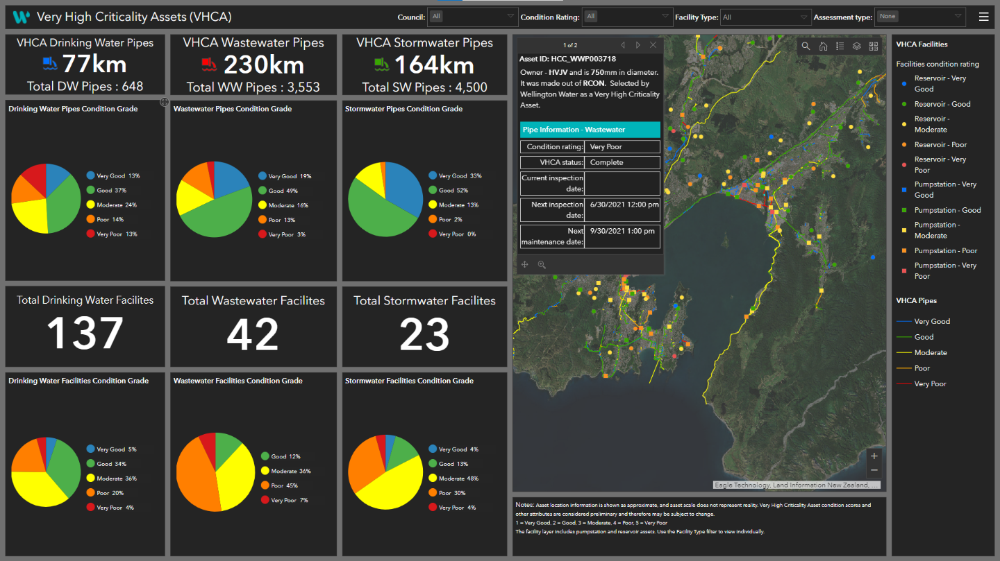 Very High Criticality Assets (VHCA)
Council: All
Condition Rating: All
Facility Type: All
Assessment type: None
VHCA Drinking Water Pipes
77km
Total DW Pipes : 648
VHCA Wastewater Pipes
230km
Total WW Pipes : 3,553
VHCA Stormwater Pipes
164km
Total SW Pipes : 4,500
Drinking Water Pipes Condition Grade
Very Good 13%
Good 37%
Moderate 24%
Poor 14%
Very Poor 13%
Wastewater Pipes Condition Grade
Very Good 19%
Good 49%
Moderate 16%
Poor 13%
Very Poor 3%
Stormwater Pipes Condition Grade
Very Good 33%
Good 52%
Moderate 13%
Poor 2%
Very Poor 0%
Total Drinking Water Facilites
137
Total Wastewater Facilites
42
Total Stormwater Facilites
23
Drinking Water Facilities Condition Grade
Very Good 5%
Good 34%
Moderate 36%
Poor 20%
Very Poor 4%
Wastewater Facilities Condition Grade
Good 12%
Moderate 36%
Poor 45%
Very Poor 7%
Stormwater Facilities Condition Grade
Very Good 4%
Good 13%
Moderate 48%
Poor 30%
Very Poor 4%
1 of 2
Asset ID: HCC_WWP003718
Owner - HVJV and is 750mm in diameter.
It was made out of RCON. Selected by
Wellington Water as a Very High Criticality
Asset.
Pipe Information - Wastewater
Condition rating: Very Poor
VHCA status: Complete
Current inspection
date:
Next inspection 6/30/2021 12:00 pm
date:
Next 9/30/2021 1:00 pm
maintenance date:
+
−
Eagle Technology, Land Information New Zealand, ...
Notes: Asset location information is shown as approximate, and asset scale does not represent reality. Very High Criticality Asset condition scores and
other attributes are considered preliminary and therefore may be subject to change.
1 = Very Good, 2 = Good, 3 = Moderate, 4 = Poor, 5 = Very Poor
The facility layer includes pumpstation and reservoir assets. Use the Facility Type filter to view individually.
VHCA Facilities
Facilities condition rating
Reservoir - Very
Good
Reservoir - Good
Reservoir -
Moderate
Reservoir - Poor
Reservoir - Very
Poor
Pumpstation - Very
Good
Pumpstation - Good
Pumpstation -
Moderate
Pumpstation - Poor
Pumpstation - Very
Poor
VHCA Pipes
Very Good
Good
Moderate
Poor
Very Poor